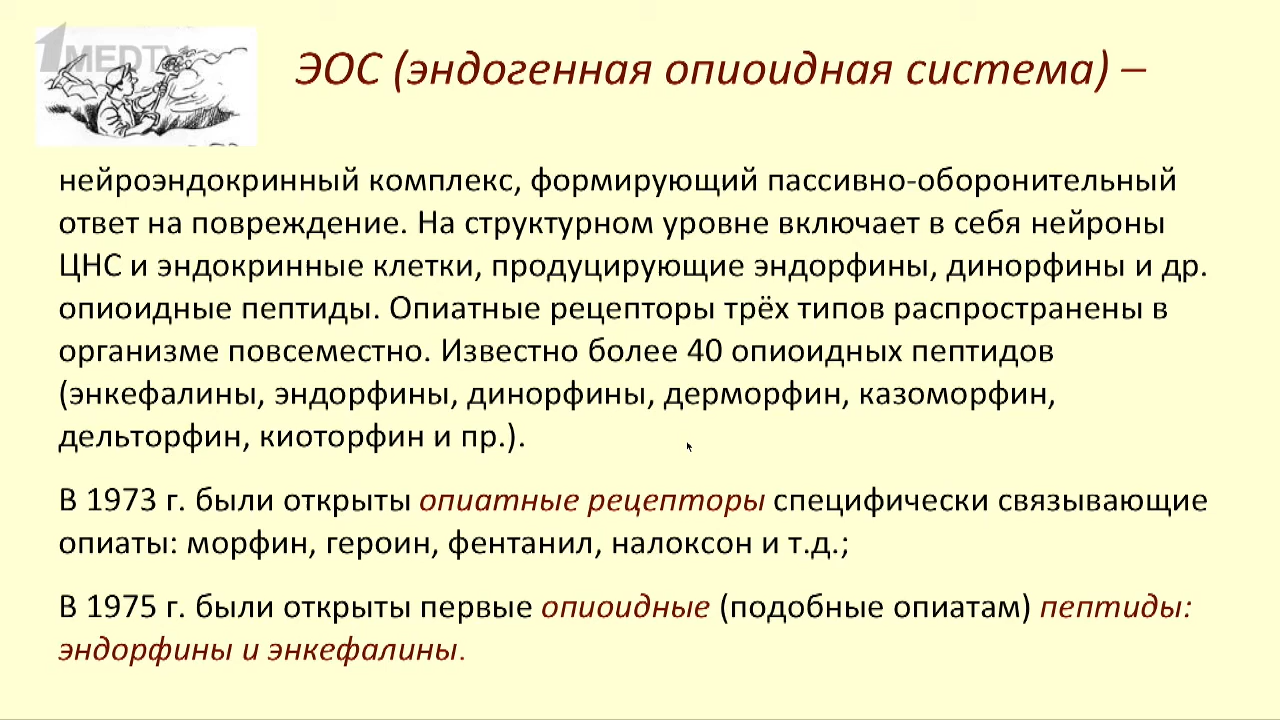 1MEDTV
ЭОС (эндогенная опиоидная система) –
нейроэндокринный комплекс, формирующий пассивно-оборонительный
ответ на повреждение. На структурном уровне включает в себя нейроны
ЦНС и эндокринные клетки, продуцирующие эндорфины, динорфины и др.
опиоидные пептиды. Опиатные рецепторы трёх типов распространены в
организме повсеместно. Известно более 40 опиоидных пептидов
(энкефалины, эндорфины, динорфины, дерморфин, казоморфин,
дельторфин, киоторфин и пр.).
В 1973 г. были открыты опиатные рецепторы специфически связывающие
опиаты: морфин, героин, фентанил, налоксон и т.д.;
В 1975 г. были открыты первые опиоидные (подобные опиатам) пептиды:
эндорфины и энкефалины.